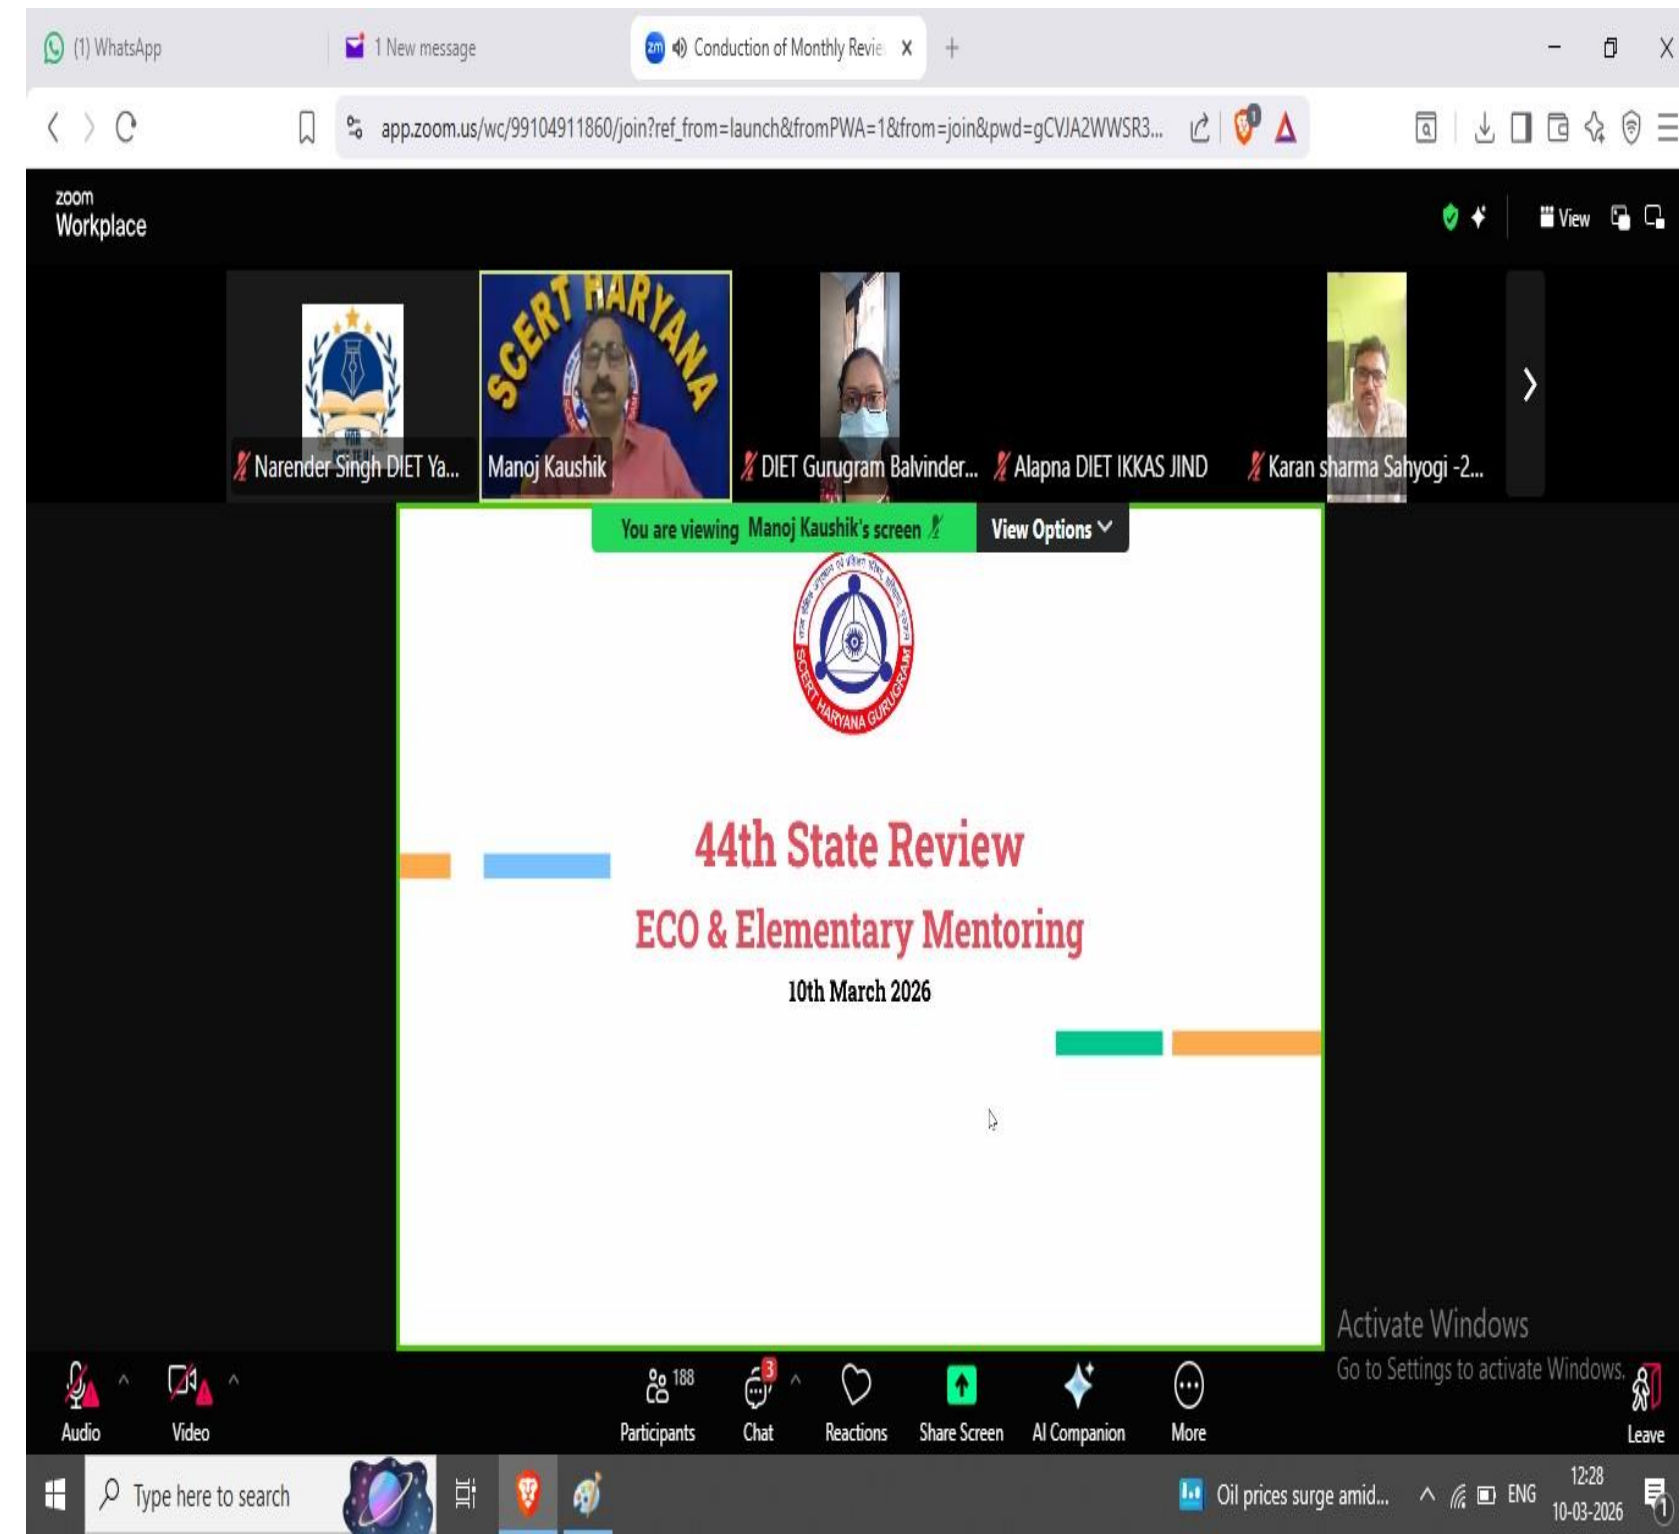 (1) WhatsApp
1 New message
zm Conduction of Monthly Revie
app.zoom.us/wc/99104911860/join?ref_from=launch&fromPWA=1&from=join&pwd=gCVJA2WWSR3...
1
zoom
Workplace
View
SCERT HARYANA
Narender Singh DIET Ya...
Manoj Kaushik
DIET Gurugram Balvinder...
Alapna DIET IKKAS JIND
Karan sharma Sahyogi -2...
You are viewing Manoj Kaushik's screen
View Options
SCERT HARYANA GURUGRAM
44th State Review
ECO & Elementary Mentoring
10th March 2026
Activate Windows
Go to Settings to activate Windows.
188
3
Audio
Video
Participants
Chat
Reactions
Share Screen
AI Companion
More
Leave
Type here to search
Oil prices surge amid...
ENG
12:28
10-03-2026
1